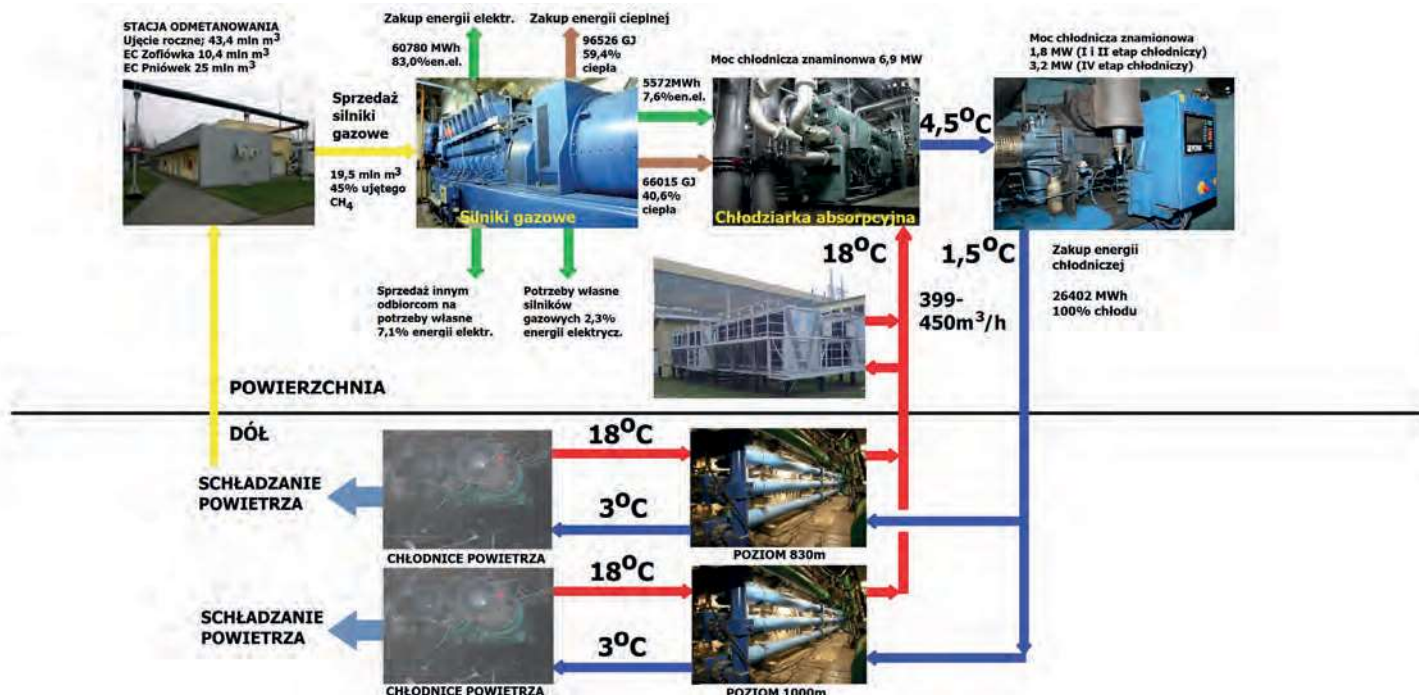 STACJA ODMETANOWANIA
Ujęcie roczne; 43,4 mln m³
EC Zofiówka 10,4 mln m³
EC Pniówek 25 mln m³
Sprzedaż
silniki
gazowe
19,5 mln m³
45% ujętego
CH₄
Zakup energii elektr.
60780 MWh
83,0%en.el.
Zakup energii cieplnej
96526 GJ
59,4%
ciepła
Silniki gazowe
5572MWh
7,6%en.el.
66015 GJ
40,6%
ciepła
Moc chłodnicza znaminonowa 6,9 MW
Chłodziarka absorpcyjna
4,5⁰C
Moc chłodnicza znamionowa
1,8 MW (I i II etap chłodniczy)
3,2 MW (IV etap chłodniczy)
Sprzedaż innym
odbiorcom na
potrzeby własne
7,1% energii elektr.
Potrzeby własne
silników
gazowych 2,3%
energii elektrycz.
18⁰C
1,5⁰C
399-
450m³/h
Zakup energii
chłodniczej
26402 MWh
100% chłodu
POWIERZCHNIA
DÓŁ
SCHŁADZANIE
POWIETRZA
18⁰C
3⁰C
CHŁODNICE POWIETRZA
POZIOM 830m
SCHŁADZANIE
POWIETRZA
18⁰C
3⁰C
CHŁODNICE POWIETRZA
POZIOM 1000m